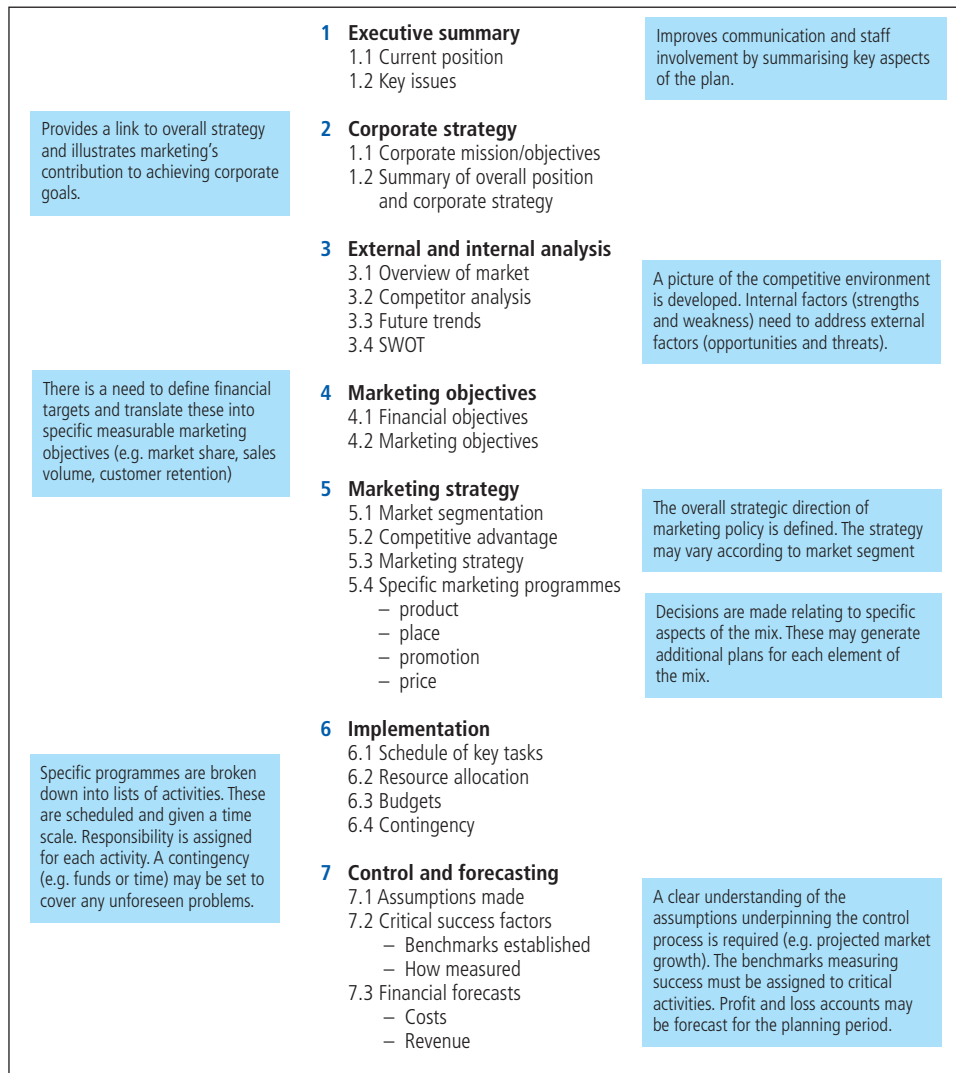 1 Executive summary
1.1 Current position
1.2 Key issues
Improves communication and staff
involvement by summarising key aspects
of the plan.
Provides a link to overall strategy
and illustrates marketing's
contribution to achieving corporate
goals.
2 Corporate strategy
1.1 Corporate mission/objectives
1.2 Summary of overall position
and corporate strategy
3 External and internal analysis
3.1 Overview of market
3.2 Competitor analysis
3.3 Future trends
3.4 SWOT
A picture of the competitive environment
is developed. Internal factors (strengths
and weakness) need to address external
factors (opportunities and threats).
There is a need to define financial
targets and translate these into
specific measurable marketing
objectives (e.g. market share, sales
volume, customer retention)
4 Marketing objectives
4.1 Financial objectives
4.2 Marketing objectives
5 Marketing strategy
5.1 Market segmentation
5.2 Competitive advantage
5.3 Marketing strategy
5.4 Specific marketing programmes
– product
– place
– promotion
– price
The overall strategic direction of
marketing policy is defined. The strategy
may vary according to market segment
Decisions are made relating to specific
aspects of the mix. These may generate
additional plans for each element of
the mix.
6 Implementation
6.1 Schedule of key tasks
6.2 Resource allocation
6.3 Budgets
6.4 Contingency
Specific programmes are broken
down into lists of activities. These
are scheduled and given a time
scale. Responsibility is assigned
for each activity. A contingency
(e.g. funds or time) may be set to
cover any unforeseen problems.
7 Control and forecasting
7.1 Assumptions made
7.2 Critical success factors
– Benchmarks established
– How measured
7.3 Financial forecasts
– Costs
– Revenue
A clear understanding of the
assumptions underpinning the control
process is required (e.g. projected market
growth). The benchmarks measuring
success must be assigned to critical
activities. Profit and loss accounts may
be forecast for the planning period.